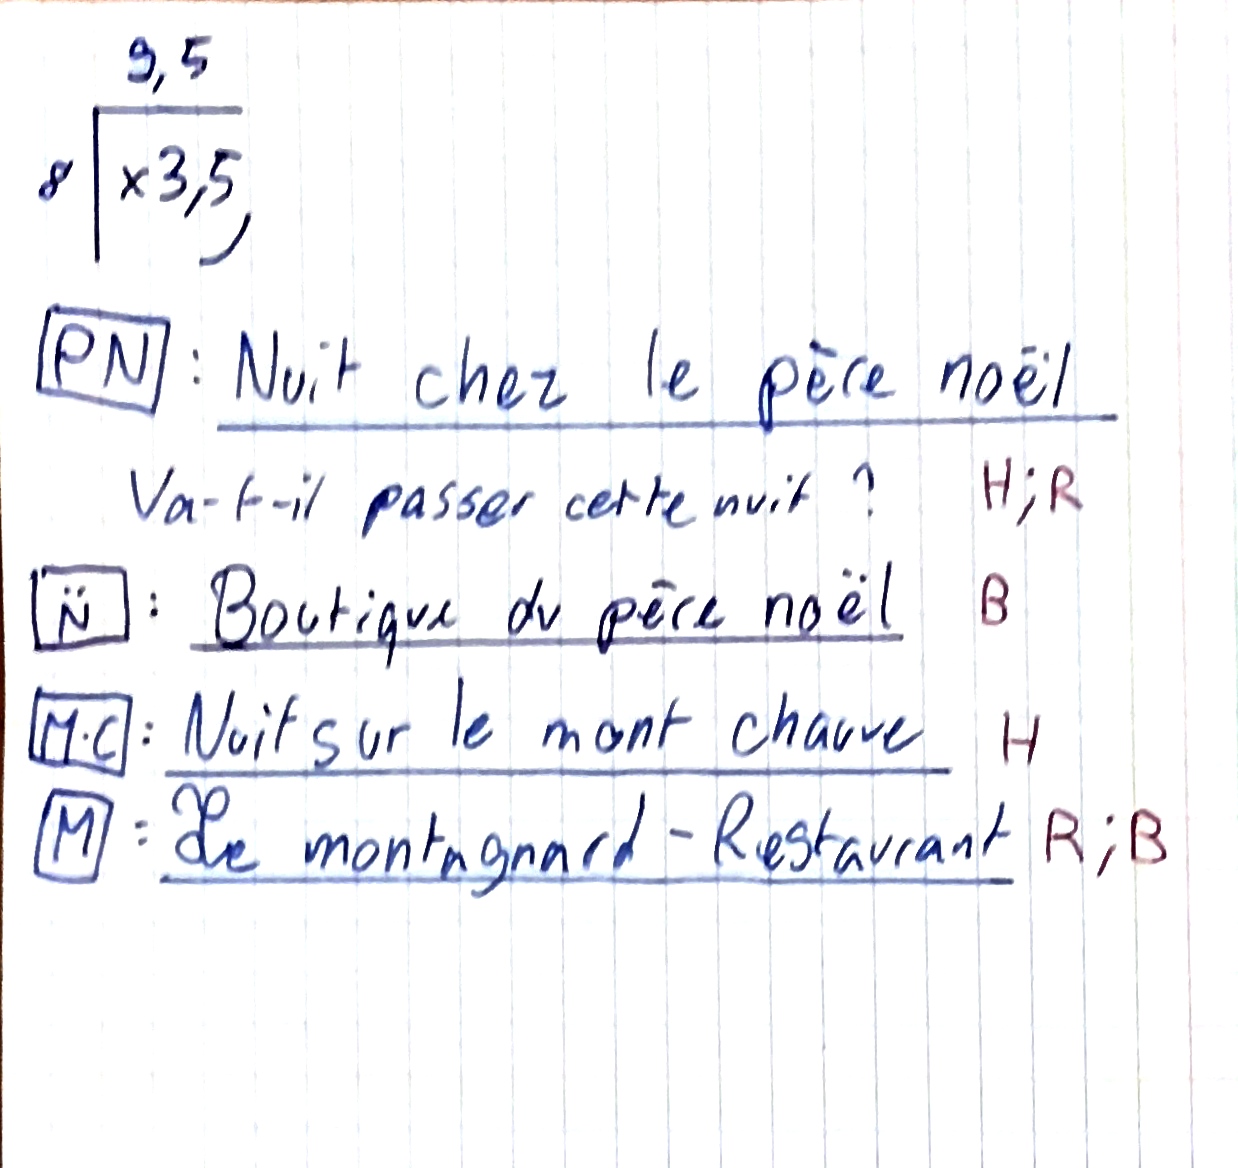 9,5
8 x3,5
PN : Nuit chez le père noël
Va-t-il passer cette nuit ? H;R
N̈ : Boutique du père noël B
M.C : Nuit sur le mont chauve H
M : Le montagnard - Restaurant R;B